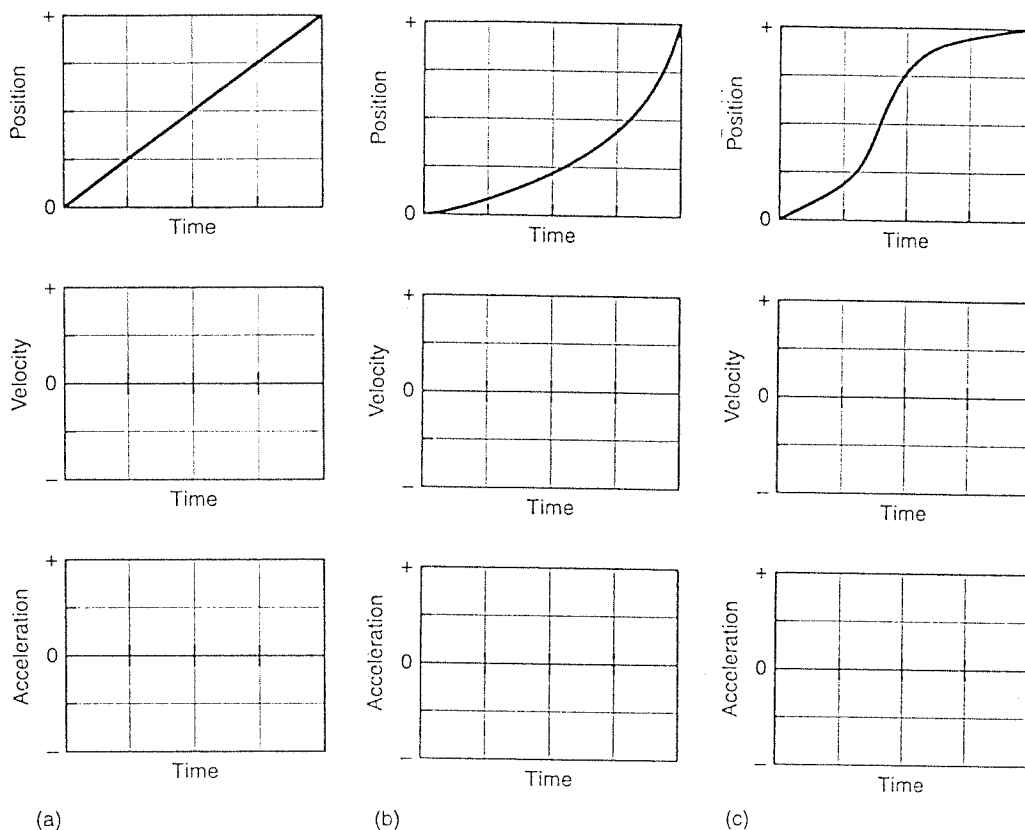 +
Position
0
Time
+
Position
0
Time
+
Position
0
Time
+
Velocity
0
–
Time
+
Velocity
0
–
Time
+
Velocity
0
–
Time
+
Acceleration
0
–
Time
+
Acceleration
0
–
Time
+
Acceleration
0
–
Time
(a)
(b)
(c)